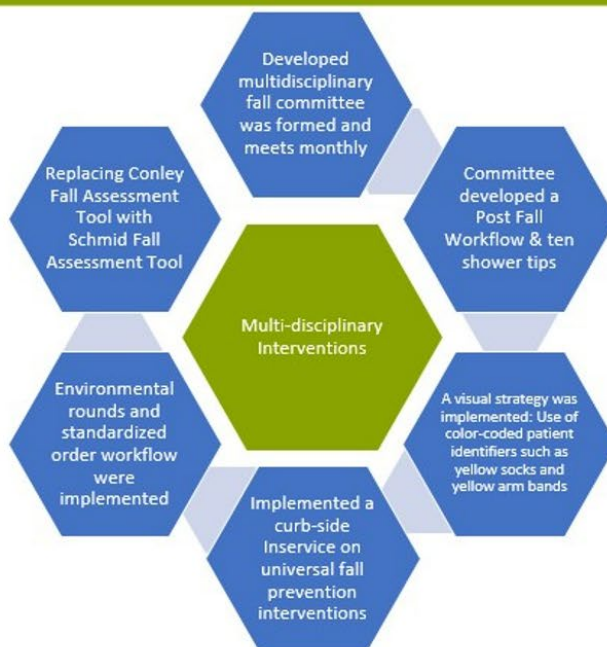 Developed
multidisciplinary
fall committee
was formed and
meets monthly
Committee
developed a
Post Fall
Workflow & ten
shower tips
A visual strategy was
implemented: Use of
color-coded patient
identifiers such as
yellow socks and
yellow arm bands
Implemented a
curb-side
Inservice on
universal fall
prevention
interventions
Environmental
rounds and
standardized
order workflow
were
implemented
Replacing Conley
Fall Assessment
Tool with
Schmid Fall
Assessment Tool
Multi-disciplinary
Interventions